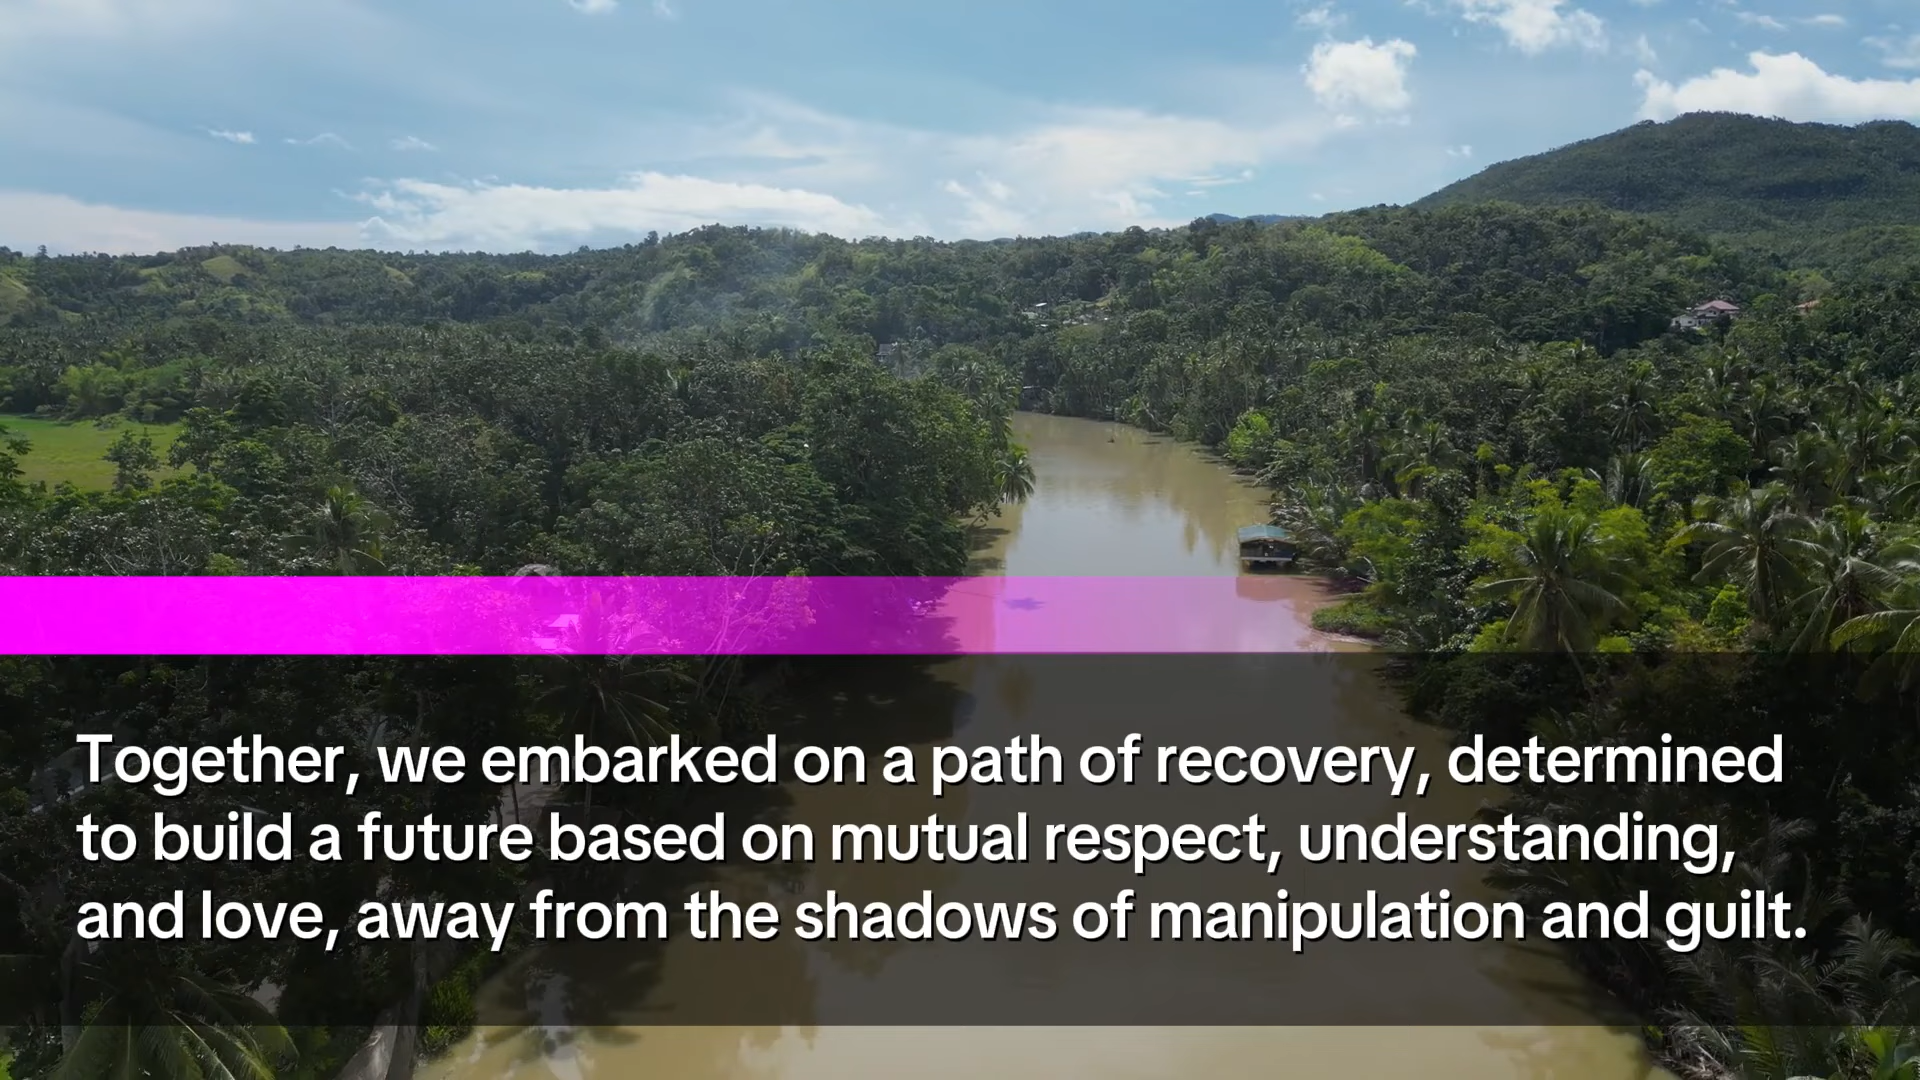 Together, we embarked on a path of recovery, determined
to build a future based on mutual respect, understanding,
and love, away from the shadows of manipulation and guilt.